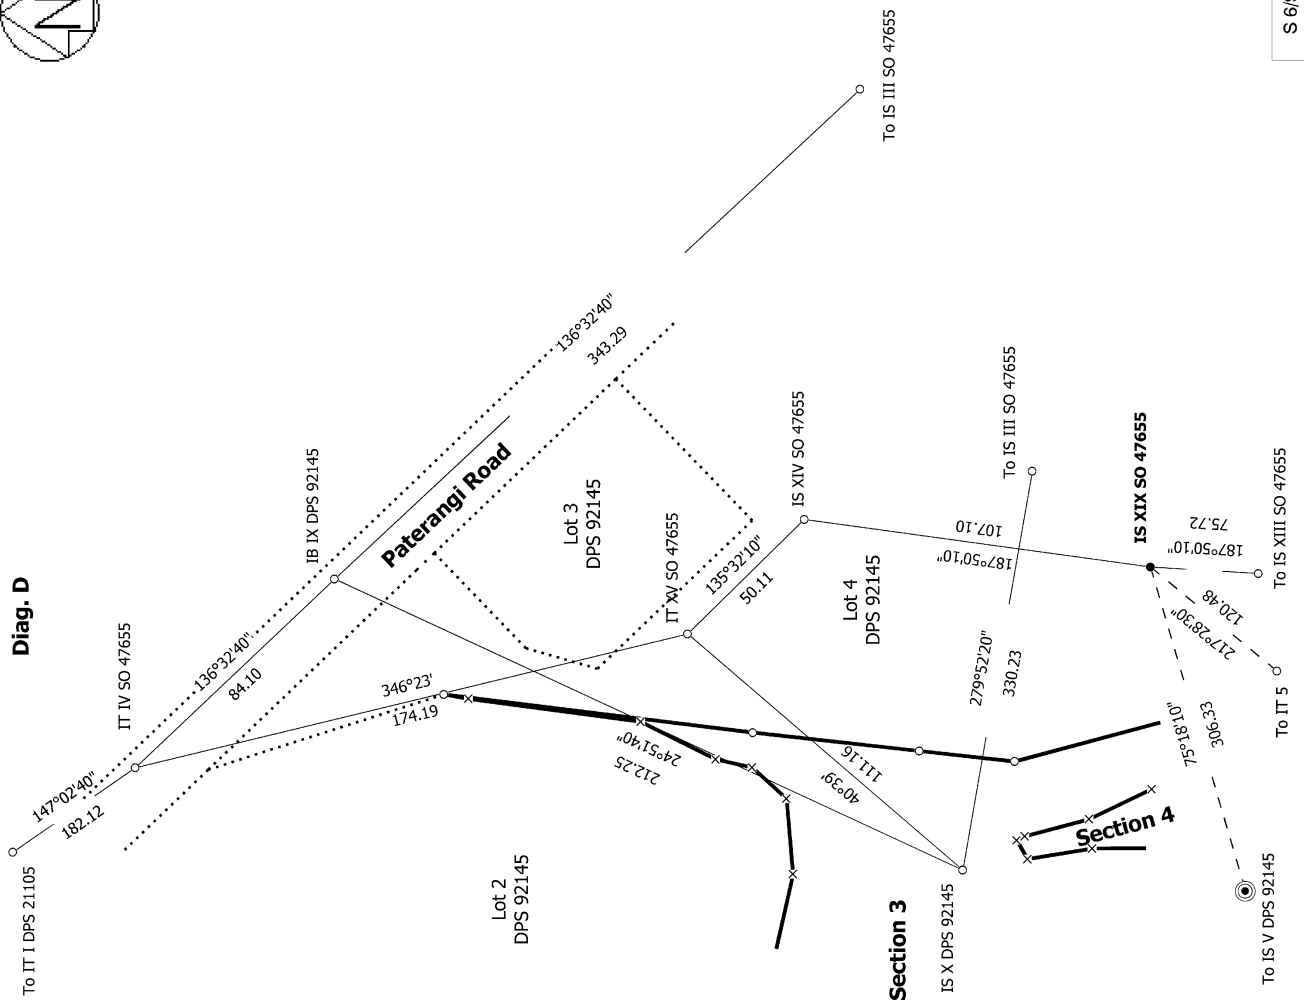 Diag. D
N
S 6/9
To IS III SO 47655
IB IX DPS 92145
136°32'40"
343.29
Paterangi Road
IT IV SO 47655
136°32'40"
84.10
147°02'40"
182.12
To IT I DPS 21105
346°23'
174.19
Lot 3
DPS 92145
IT XV SO 47655
IS XIV SO 47655
135°32'10"
50.11
To IS III SO 47655
107.10
187°50'10"
Lot 4
DPS 92145
IS XIX SO 47655
75.72
187°50'10"
To IS XIII SO 47655
120.48
217°28'30"
To IT 5
279°52'20"
330.23
75°18'10"
306.33
24°51'40"
212.25
111.16
40°39'
Section 4
Lot 2
DPS 92145
Section 3
IS X DPS 92145
To IS V DPS 92145